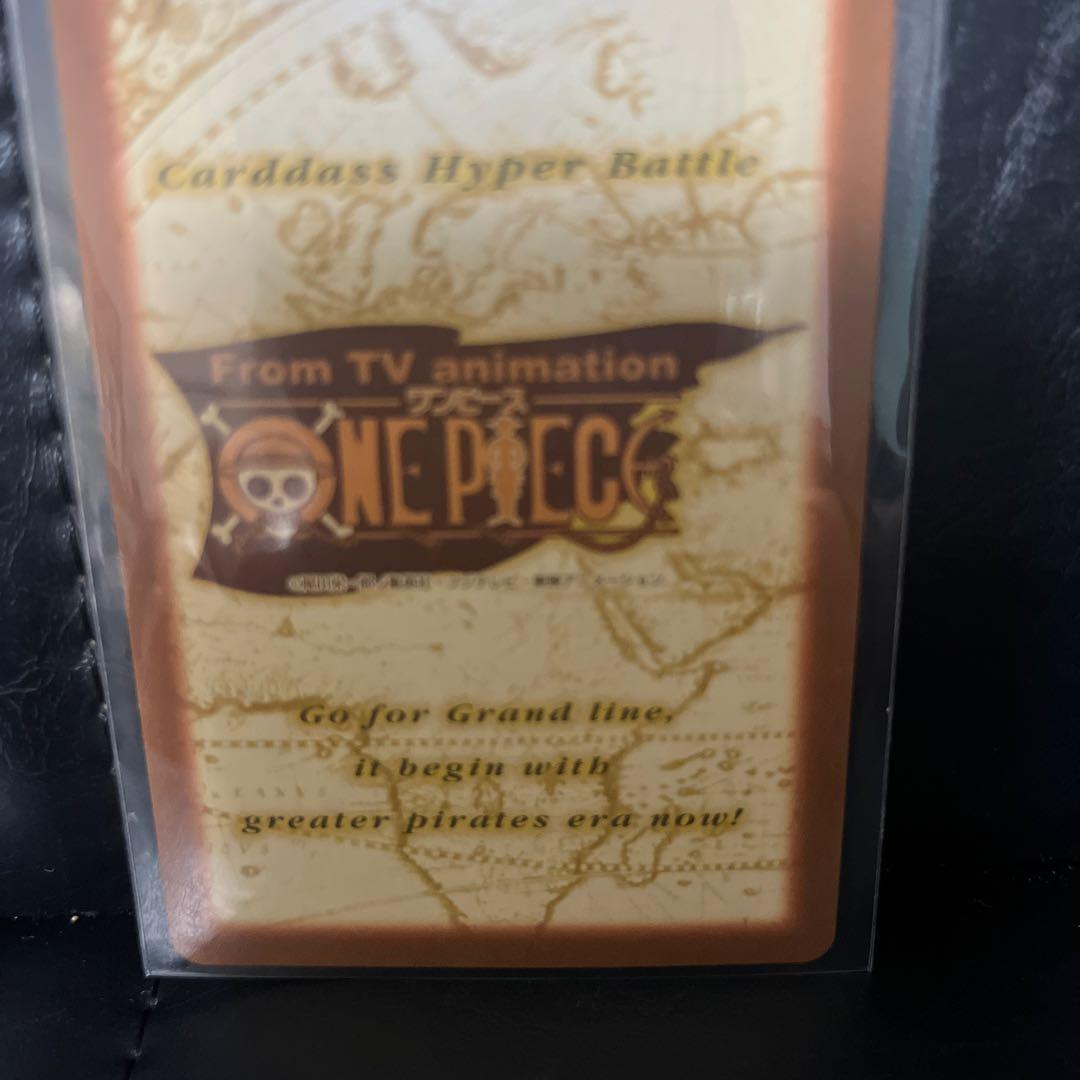 Carddass Hyper Battle
From TV animation
ワンピース
ONE PIECE
Go for Grand line,
it begin with
greater pirates era now!